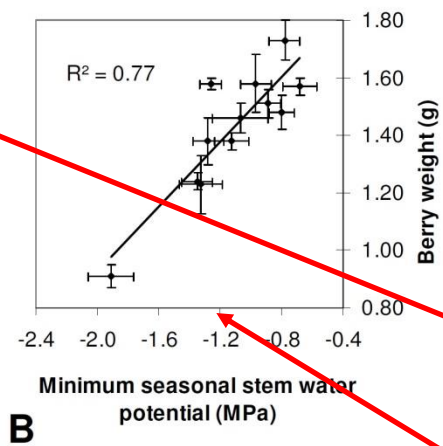 R² = 0.77
1.80
1.60
1.40
1.20
1.00
0.80
Berry weight (g)
-2.4 -2.0 -1.6 -1.2 -0.8 -0.4
Minimum seasonal stem water
potential (MPa)
B